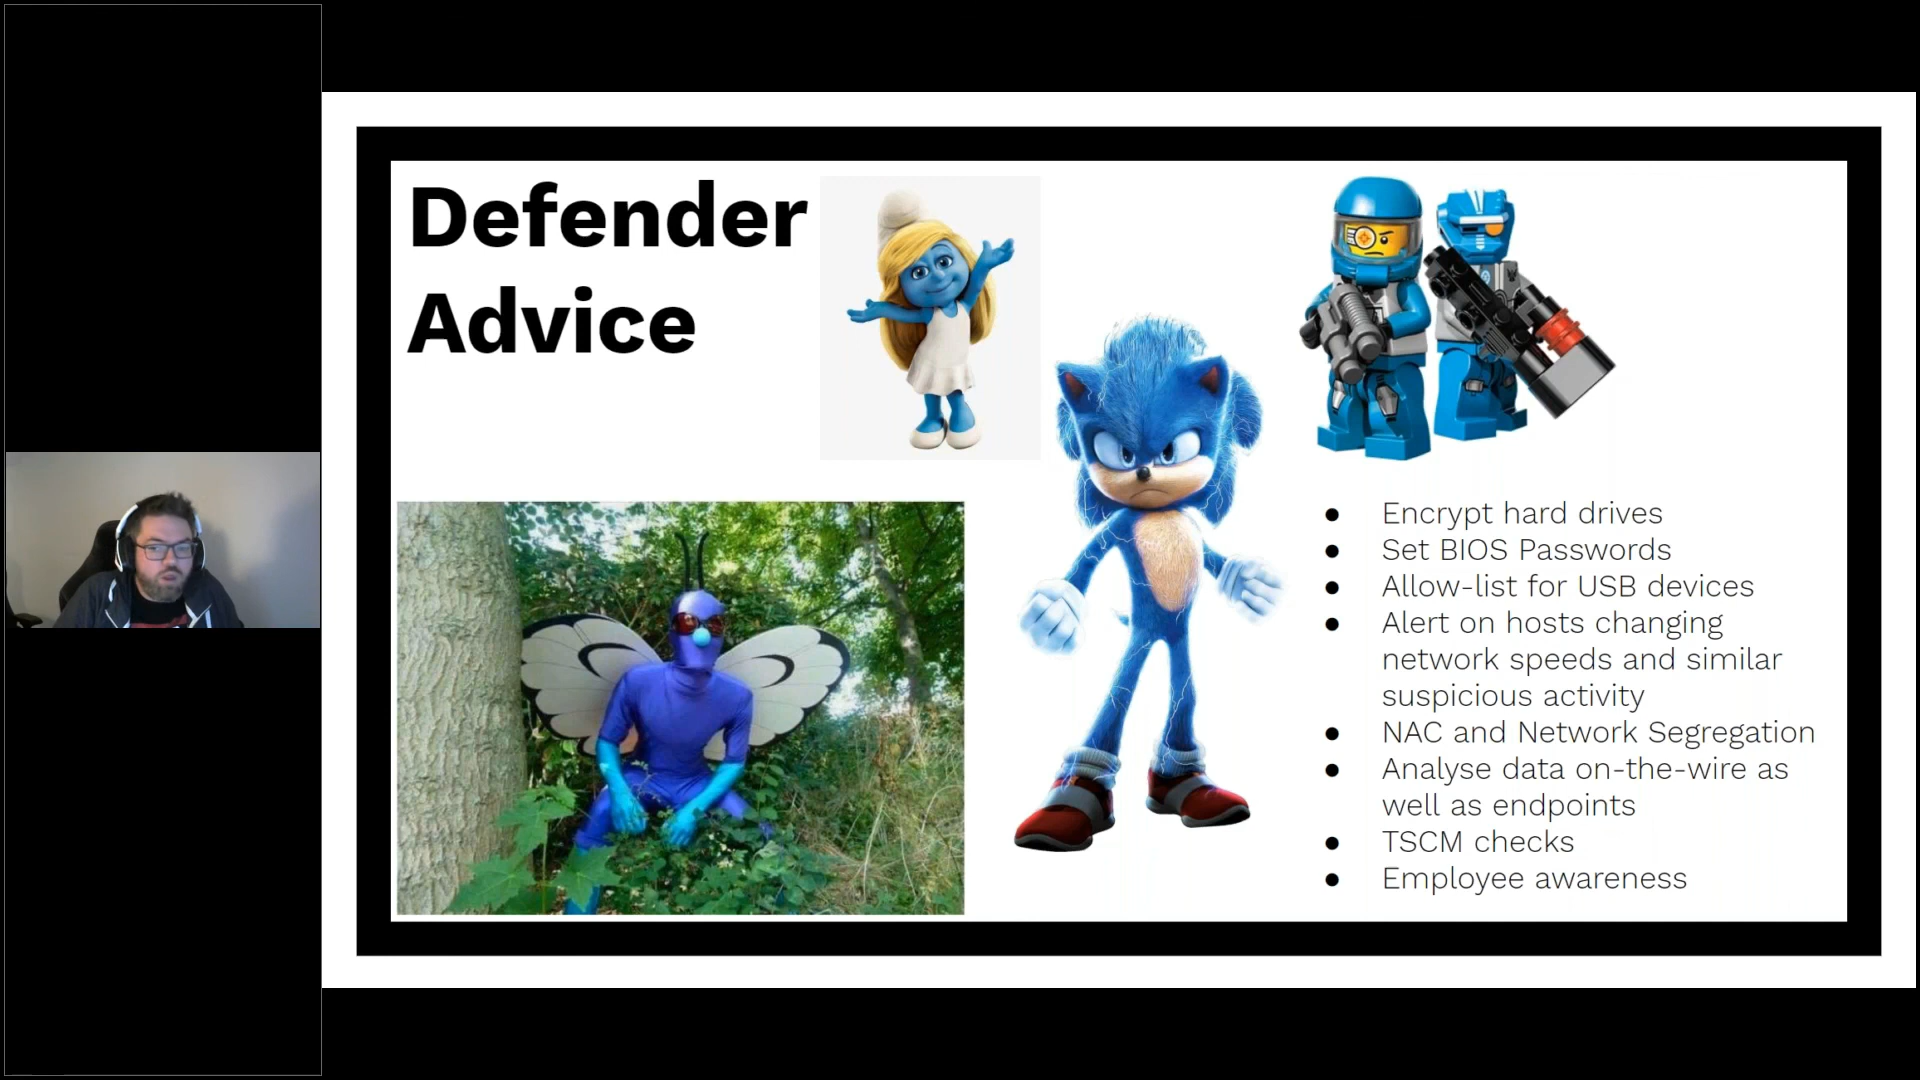 Defender
Advice
● Encrypt hard drives
● Set BIOS Passwords
● Allow-list for USB devices
● Alert on hosts changing
network speeds and similar
suspicious activity
● NAC and Network Segregation
● Analyse data on-the-wire as
well as endpoints
● TSCM checks
● Employee awareness